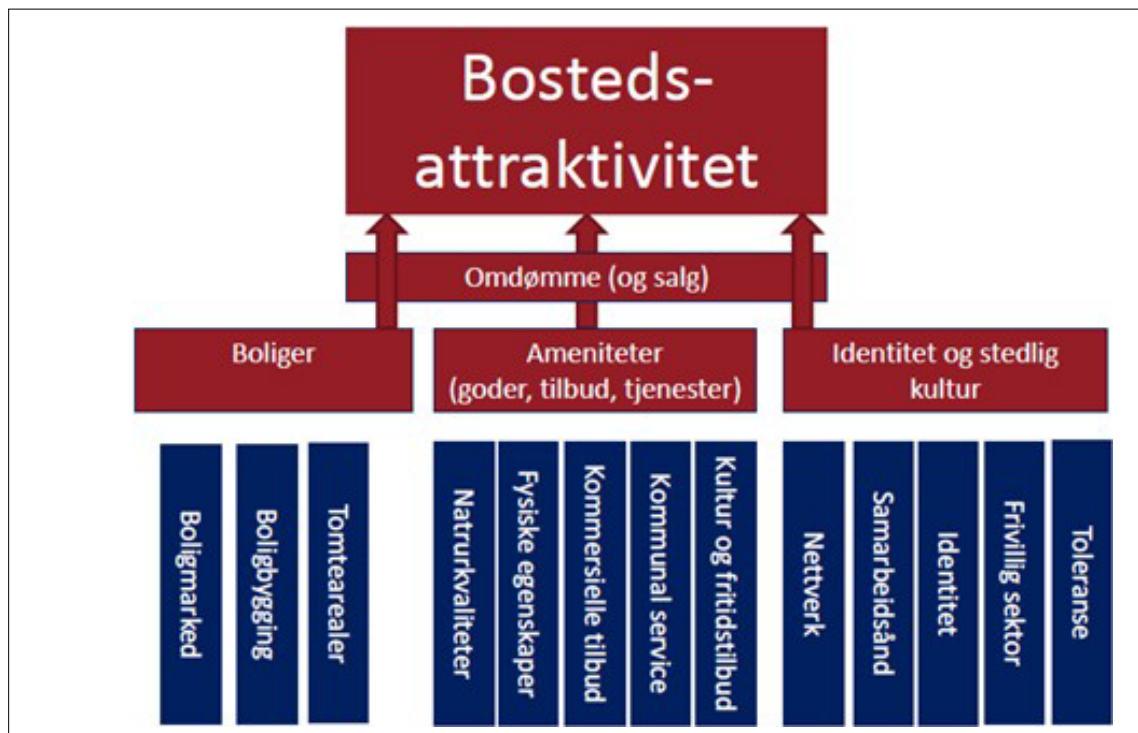 Bosteds-
attraktivitet
Omdømme (og salg)
Boliger
Ameniteter
(goder, tilbud, tjenester)
Identitet og stedlig
kultur
Boligmarked
Boligbygging
Tomtearealer
Natrurkvaliteter
Fysiske egenskaper
Kommersielle tilbud
Kommunal service
Kultur og fritidstilbud
Nettverk
Samarbeidsånd
Identitet
Frivillig sektor
Toleranse